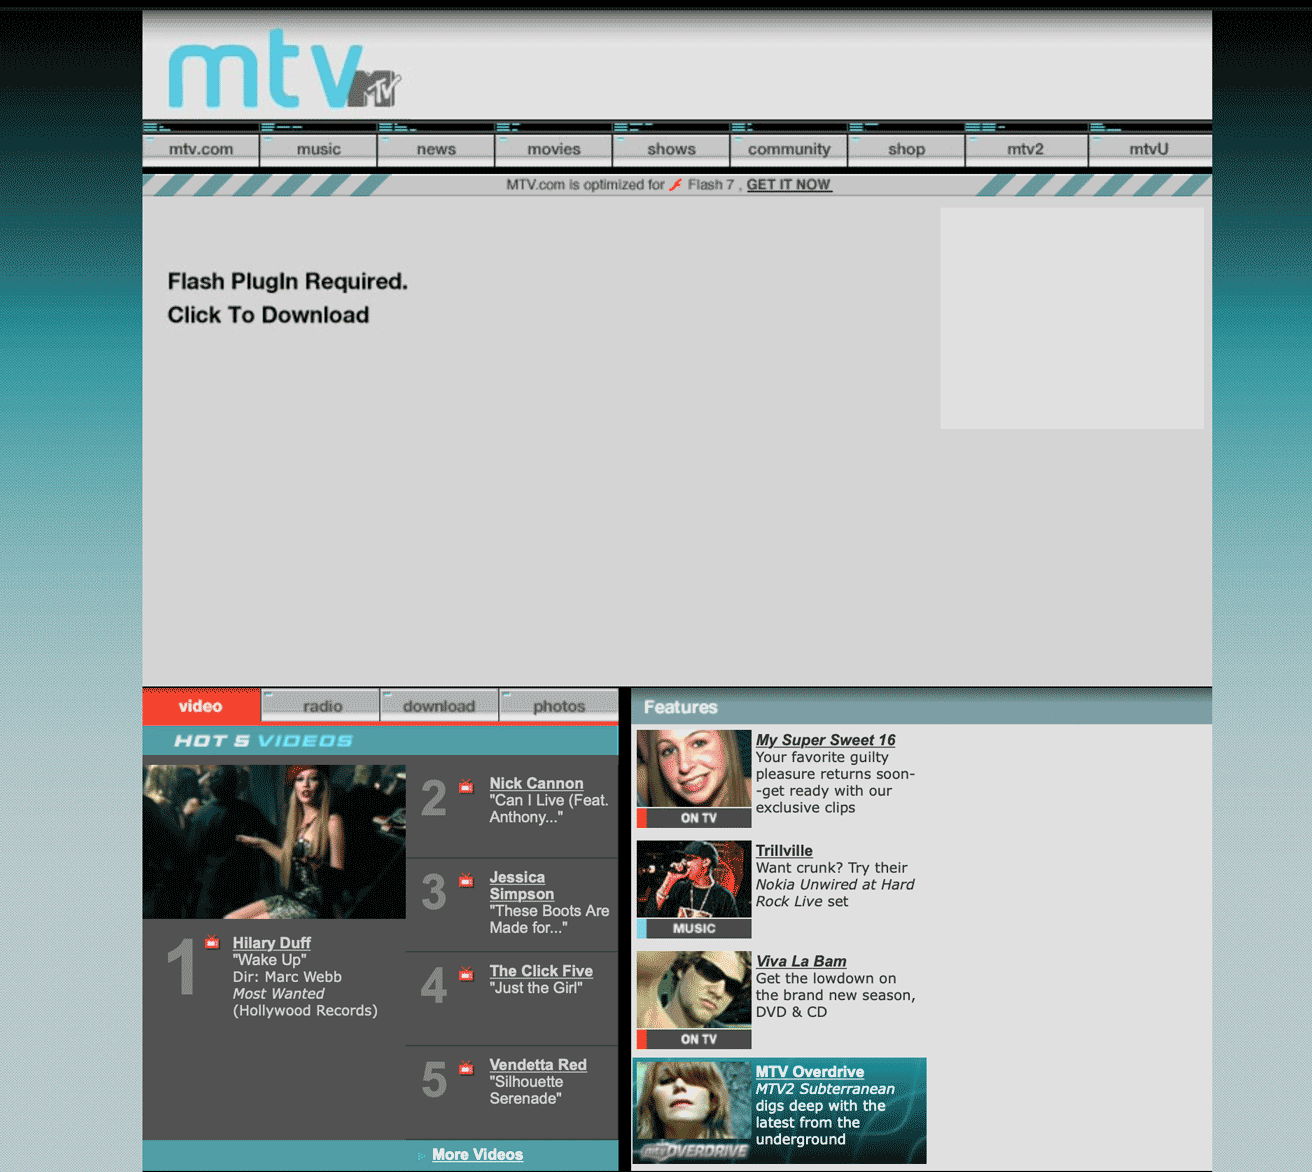 mtv
MTV
mtv.com
music
news
movies
shows
community
shop
mtv2
mtvU
MTV.com is optimized for Flash 7 , GET IT NOW
Flash PlugIn Required.
Click To Download
video
radio
download
photos
HOT 5 VIDEOS
1
Hilary Duff
"Wake Up"
Dir: Marc Webb
Most Wanted
(Hollywood Records)
2
Nick Cannon
"Can I Live (Feat.
Anthony..."
3
Jessica
Simpson
"These Boots Are
Made for..."
4
The Click Five
"Just the Girl"
5
Vendetta Red
"Silhouette
Serenade"
More Videos
Features
ON TV
My Super Sweet 16
Your favorite guilty
pleasure returns soon-
-get ready with our
exclusive clips
MUSIC
Trillville
Want crunk? Try their
Nokia Unwired at Hard
Rock Live set
ON TV
Viva La Bam
Get the lowdown on
the brand new season,
DVD & CD
mtv OVERDRIVE
MTV Overdrive
MTV2 Subterranean
digs deep with the
latest from the
underground